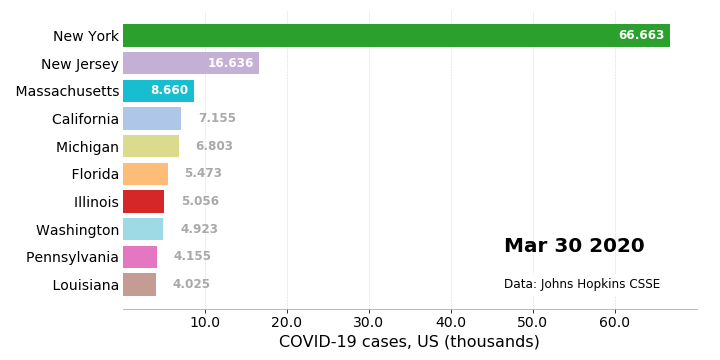 New York 66.663
New Jersey 16.636
Massachusetts 8.660
California 7.155
Michigan 6.803
Florida 5.473
Illinois 5.056
Washington 4.923
Pennsylvania 4.155
Louisiana 4.025
Mar 30 2020
Data: Johns Hopkins CSSE
10.0 20.0 30.0 40.0 50.0 60.0
COVID-19 cases, US (thousands)